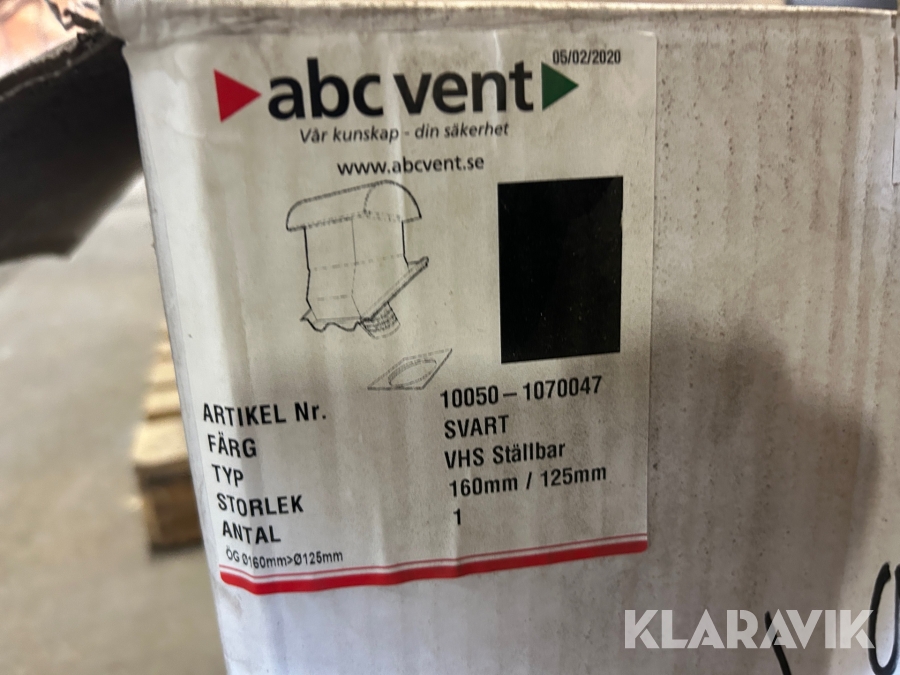 05/02/2020
abc vent
Vår kunskap - din säkerhet
www.abcvent.se
ARTIKEL Nr. 10050-1070047
FÄRG SVART
TYP VHS Ställbar
STORLEK 160mm / 125mm
ANTAL 1
ÖG Ø160mm>Ø125mm
KLARAVIK